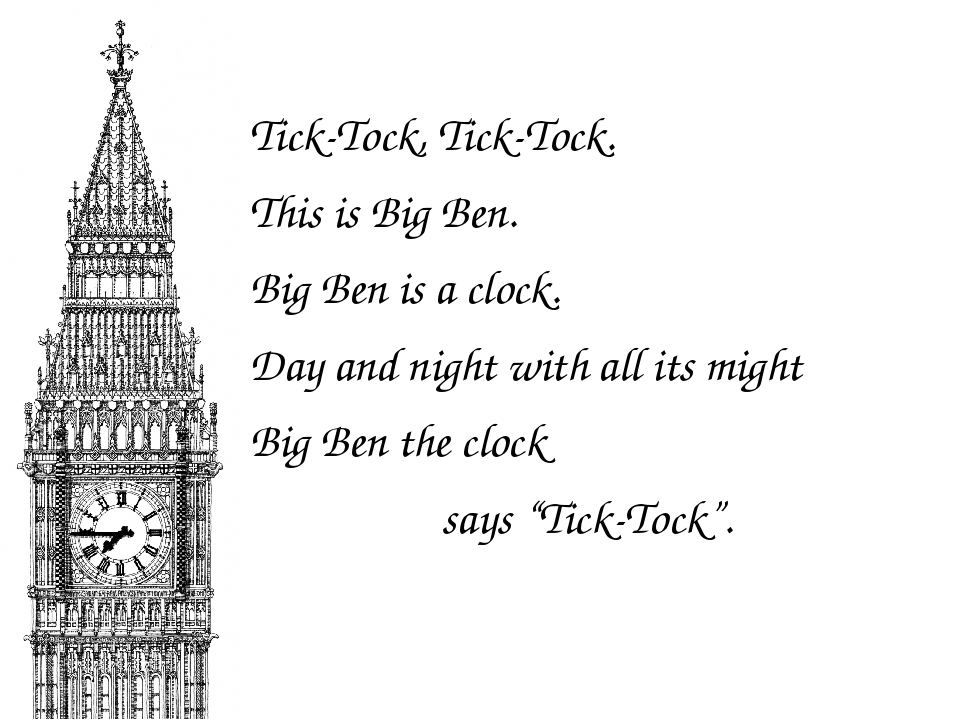 Tick-Tock, Tick-Tock.
This is Big Ben.
Big Ben is a clock.
Day and night with all its might
Big Ben the clock
says “Tick-Tock”.